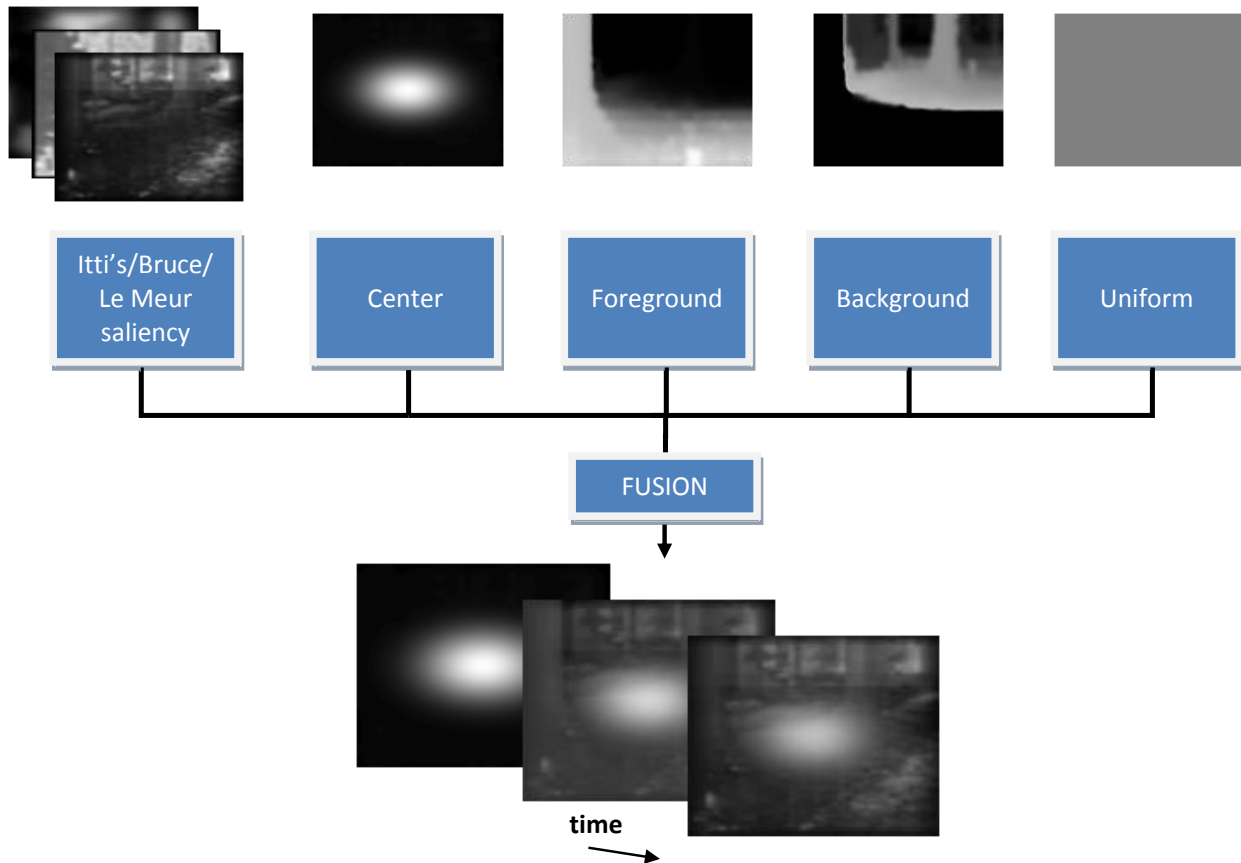 Itti's/Bruce/
Le Meur
saliency
Center
Foreground
Background
Uniform
FUSION
time